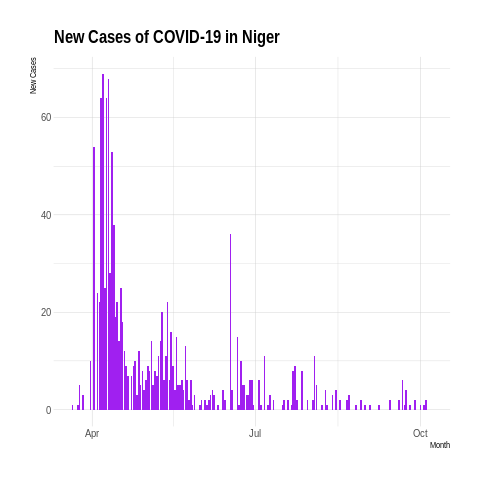 New Cases of COVID-19 in Niger
New Cases
60
40
20
0
Apr
Jul
Oct
Month